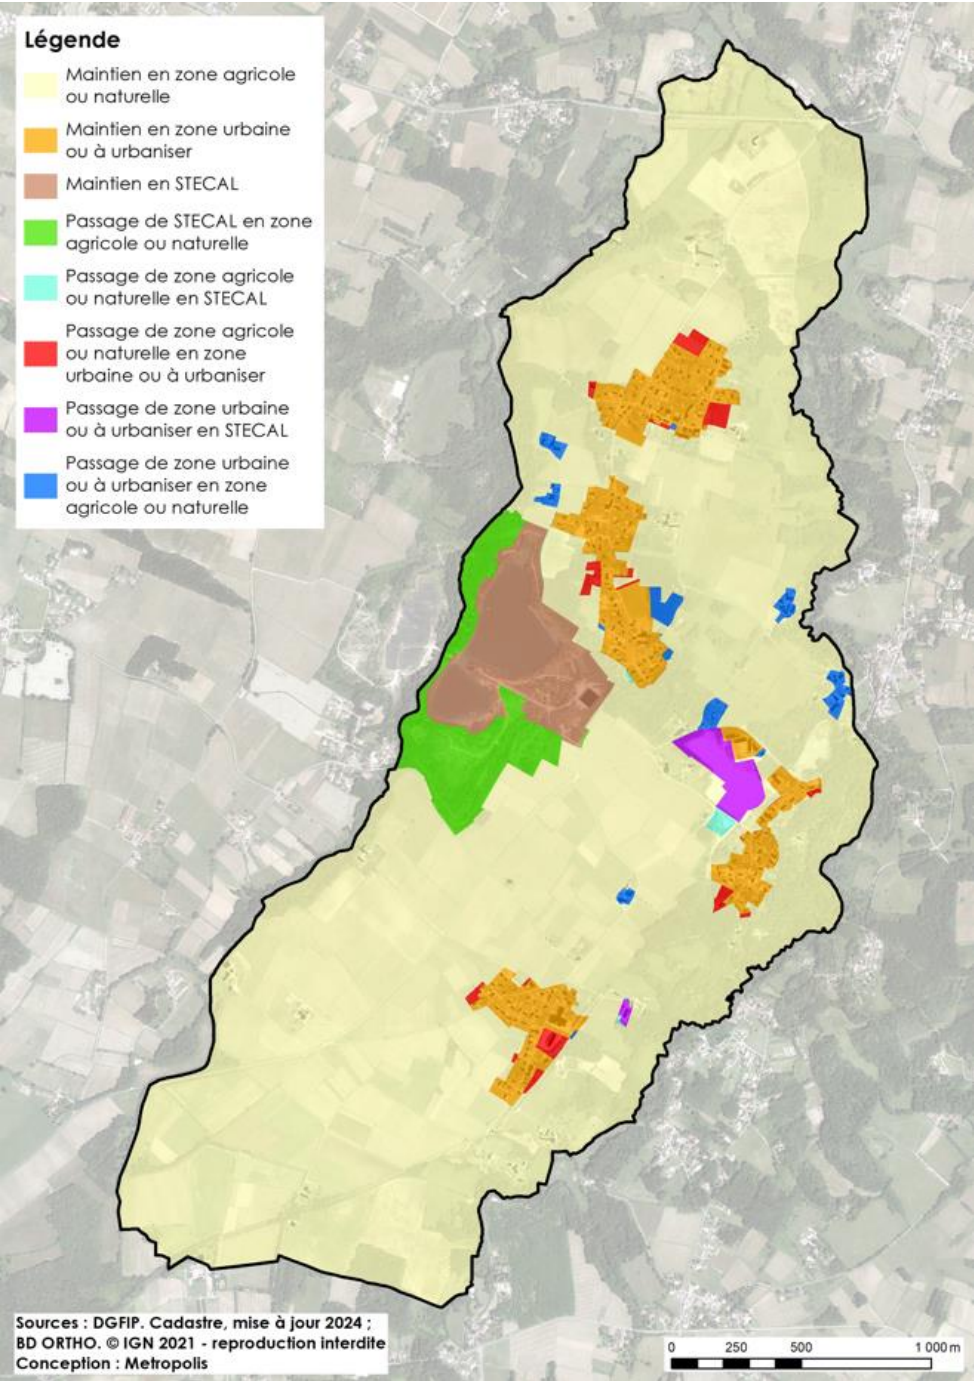 Légende
Maintien en zone agricole
ou naturelle
Maintien en zone urbaine
ou à urbaniser
Maintien en STECAL
Passage de STECAL en zone
agricole ou naturelle
Passage de zone agricole
ou naturelle en STECAL
Passage de zone agricole
ou naturelle en zone
urbaine ou à urbaniser
Passage de zone urbaine
ou à urbaniser en STECAL
Passage de zone urbaine
ou à urbaniser en zone
agricole ou naturelle
Sources : DGFIP. Cadastre, mise à jour 2024 ;
BD ORTHO. © IGN 2021 - reproduction interdite
Conception : Metropolis
0 250 500 1 000 m